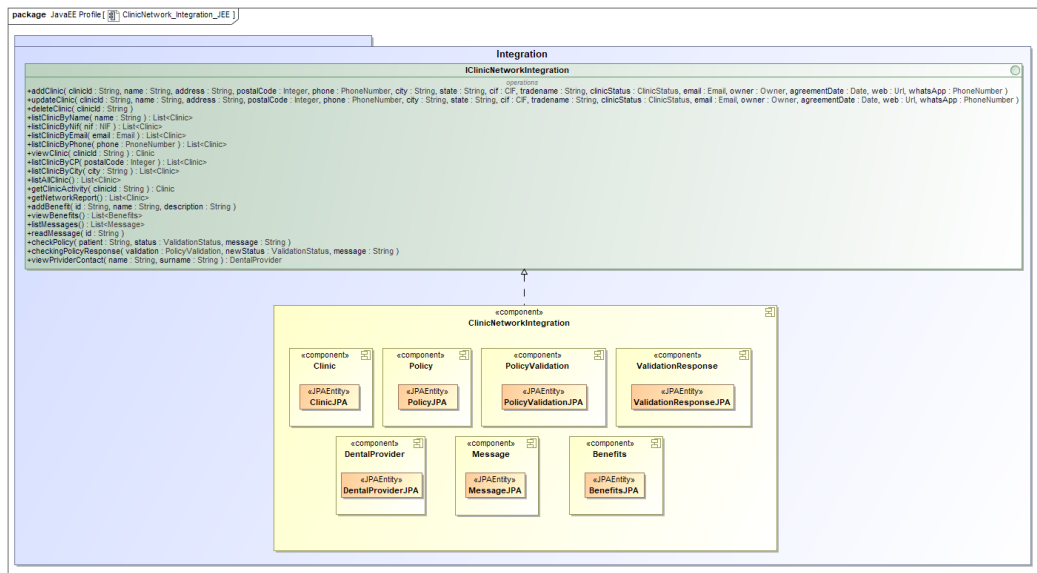 package JavaEE Profile [ ClinicNetwork_Integration_JEE ]
Integration
IClinicNetworkIntegration
operations
+addClinic( clinicId : String, name : String, address : String, postalCode : Integer, phone : PhoneNumber, city : String, state : String, cif : CIF, tradename : String, clinicStatus : ClinicStatus, email : Email, owner : Owner, agreementDate : Date, web : Url, whatsApp : PhoneNumber )
+updateClinic( clinicId : String, name : String, address : String, postalCode : Integer, phone : PhoneNumber, city : String, state : String, cif : CIF, tradename : String, clinicStatus : ClinicStatus, email : Email, owner : Owner, agreementDate : Date, web : Url, whatsApp : PhoneNumber )
+deleteClinic( clinicId : String )
+listClinicByName( name : String ) : List<Clinic>
+listClinicByNif( nif : NIF ) : List<Clinic>
+listClinicByEmail( email : Email ) : List<Clinic>
+listClinicByPhone( phone : PhoneNumber ) : List<Clinic>
+viewClinic( clinicId : String ) : Clinic
+listClinicByCP( postalCode : Integer ) : List<Clinic>
+listClinicByCity( city : String ) : List<Clinic>
+listAllClinic() : List<Clinic>
+getClinicActivity( clinicId : String ) : Clinic
+getNetworkReport() : List<Clinic>
+addBenefit( id : String, name : String, description : String )
+viewBenefits() : List<Benefits>
+listMessages() : List<Message>
+readMessage( id : String )
+checkPolicy( patient : String, status : ValidationStatus, message : String )
+checkingPolicyResponse( validation : PolicyValidation, newStatus : ValidationStatus, message : String )
+viewPrividerContact( name : String, surname : String ) : DentalProvider
«component»
ClinicNetworkIntegration
«component» «component» «component» «component»
Clinic Policy PolicyValidation ValidationResponse
«JPAEntity» «JPAEntity» «JPAEntity» «JPAEntity»
ClinicJPA PolicyJPA PolicyValidationJPA ValidationResponseJPA
«component» «component» «component»
DentalProvider Message Benefits
«JPAEntity» «JPAEntity» «JPAEntity»
DentalProviderJPA MessageJPA BenefitsJPA